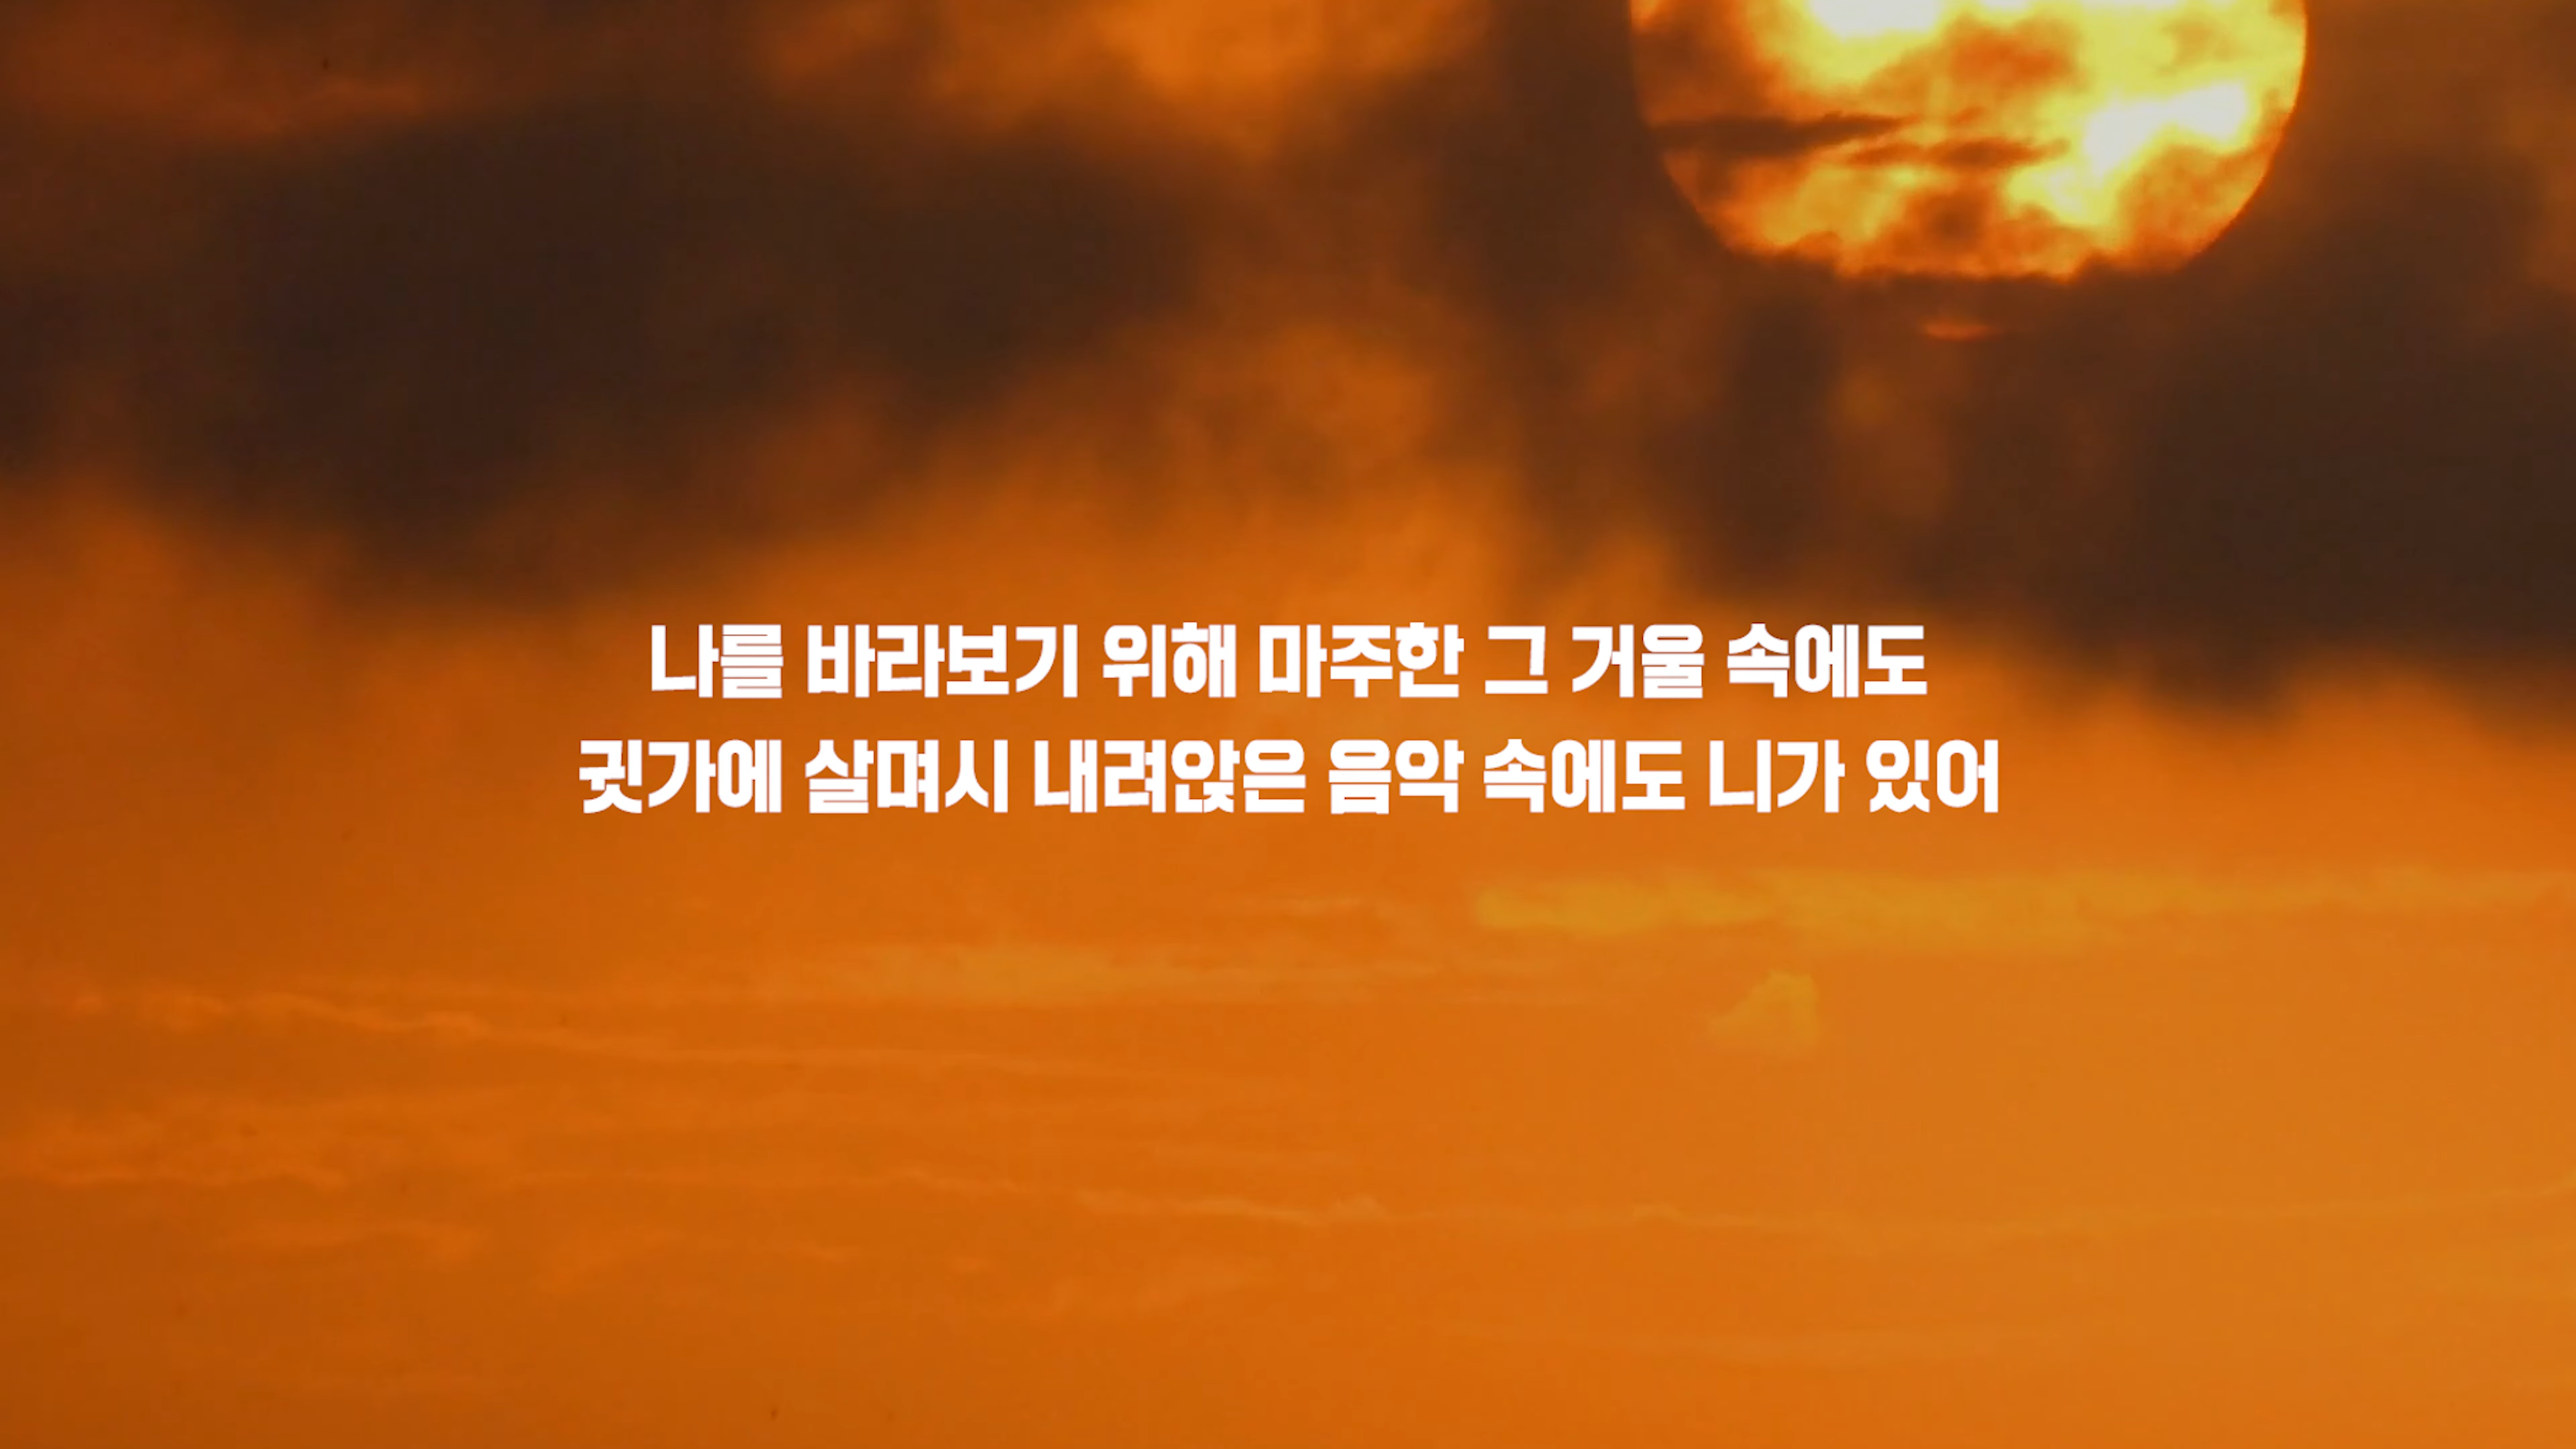 나를 바라보기 위해 마주한 그 거울 속에도
귓가에 살며시 내려앉은 음악 속에도 니가 있어